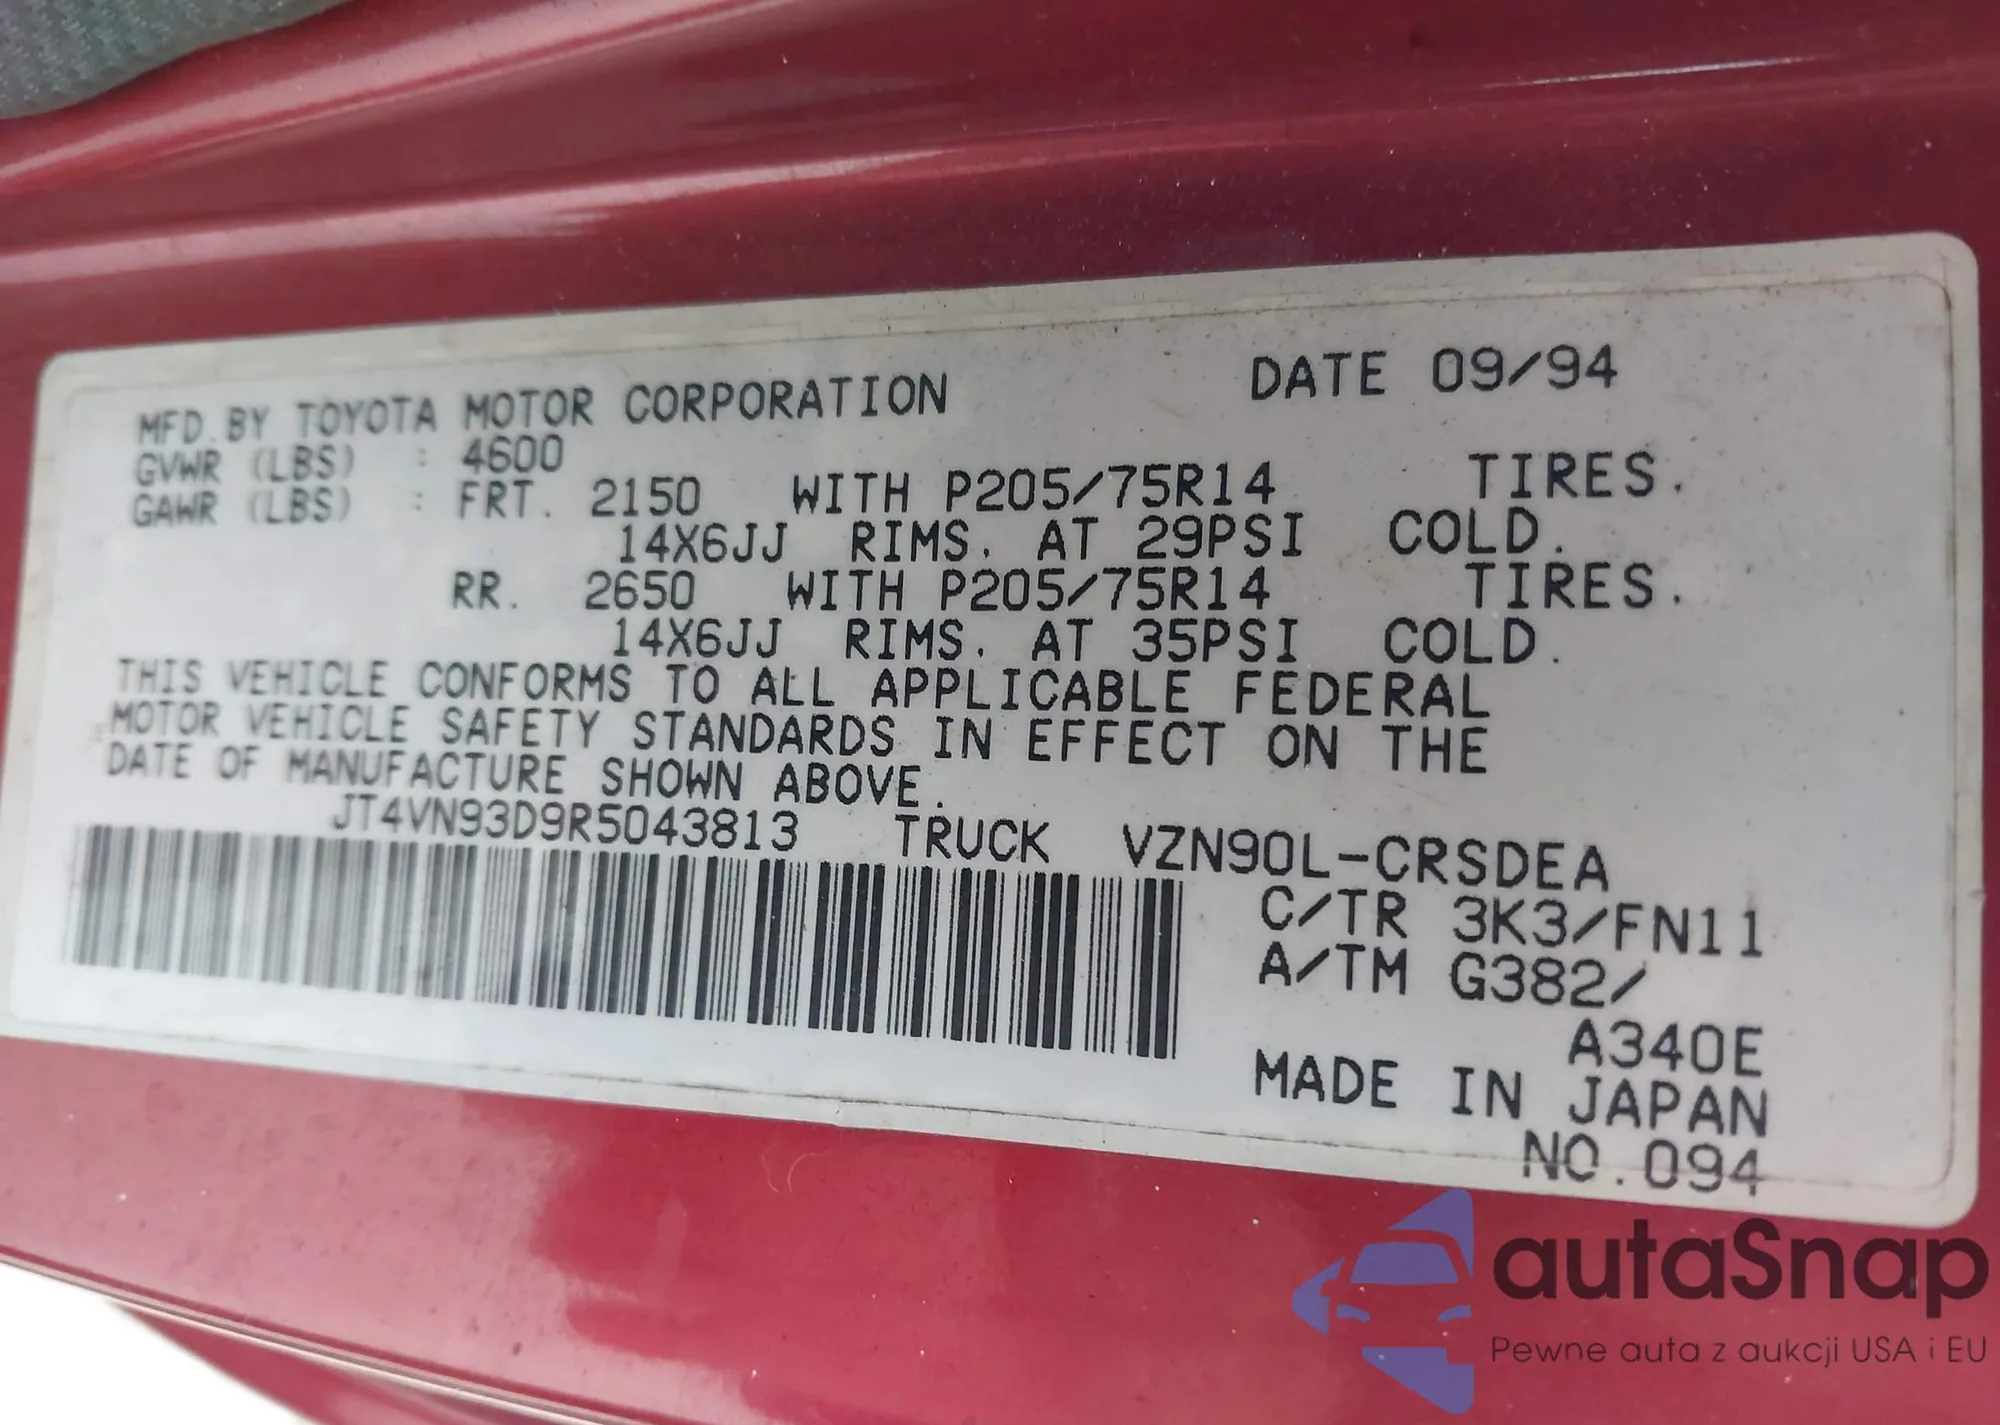 MFD. BY TOYOTA MOTOR CORPORATION DATE 09/94
GVWR (LBS) : 4600
GAWR (LBS) : FRT. 2150 WITH P205/75R14 TIRES.
14X6JJ RIMS. AT 29PSI COLD.
RR. 2650 WITH P205/75R14 TIRES.
14X6JJ RIMS. AT 35PSI COLD.
THIS VEHICLE CONFORMS TO ALL APPLICABLE FEDERAL
MOTOR VEHICLE SAFETY STANDARDS IN EFFECT ON THE
DATE OF MANUFACTURE SHOWN ABOVE.
JT4VN93D9R5043813 TRUCK VZN90L-CRSDEA
C/TR 3K3/FN11
A/TM G382/
A340E
MADE IN JAPAN
NO.094
autaSnap
Pewne auta z aukcji USA i EU